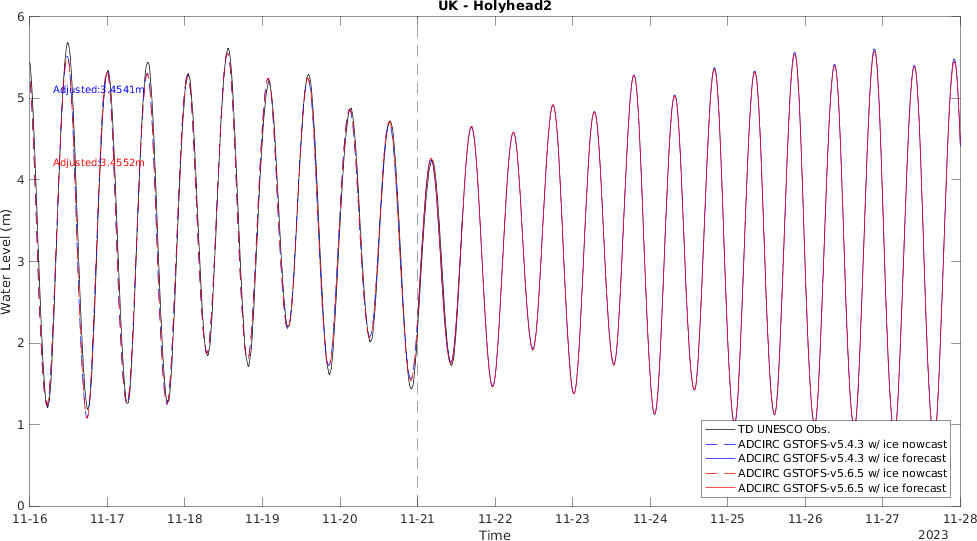 UK - Holyhead2
6
5
4
3
2
1
0
Water Level (m)
Adjusted:3.4541m
Adjusted:3.4552m
TD UNESCO Obs.
ADCIRC GSTOFS-v5.4.3 w/ ice nowcast
ADCIRC GSTOFS-v5.4.3 w/ ice forecast
ADCIRC GSTOFS-v5.6.5 w/ ice nowcast
ADCIRC GSTOFS-v5.6.5 w/ ice forecast
11-16 11-17 11-18 11-19 11-20 11-21 11-22 11-23 11-24 11-25 11-26 11-27 11-28
Time
2023